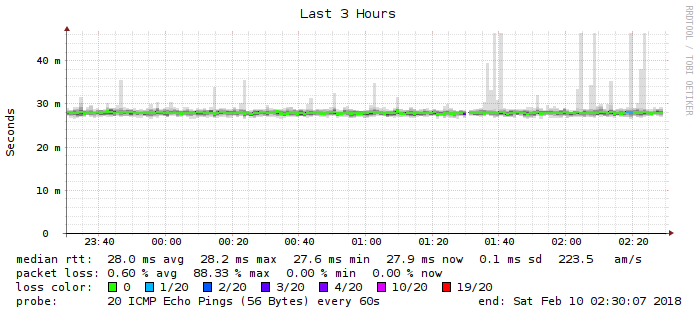 Last 3 Hours
RRDTOOL / TOBI OETIKER
Seconds
40 m
30 m
20 m
10 m
0
23:40 00:00 00:20 00:40 01:00 01:20 01:40 02:00 02:20
median rtt: 28.0 ms avg 28.2 ms max 27.6 ms min 27.9 ms now 0.1 ms sd 223.5 am/s
packet loss: 0.60 % avg 88.33 % max 0.00 % min 0.00 % now
loss color: 0 1/20 2/20 3/20 4/20 10/20 19/20
probe: 20 ICMP Echo Pings (56 Bytes) every 60s end: Sat Feb 10 02:30:07 2018